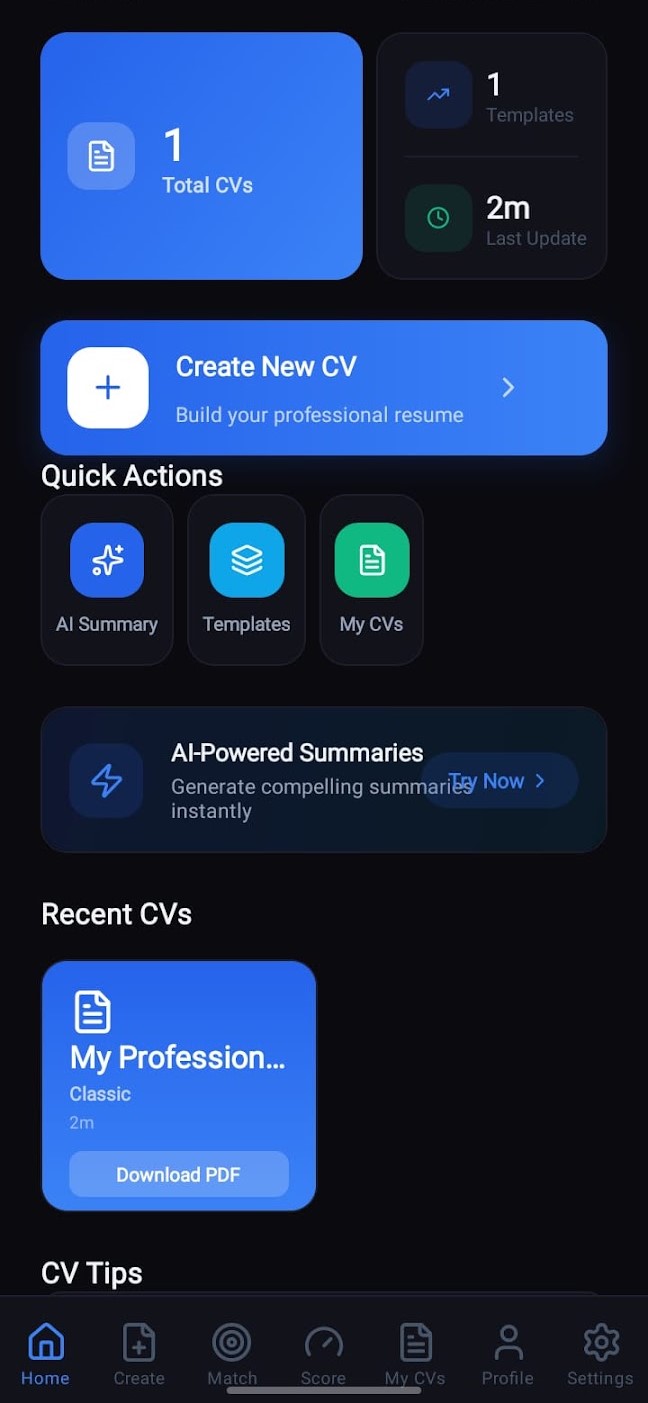 1
Total CVs
1
Templates
2m
Last Update
Create New CV
Build your professional resume
Quick Actions
AI Summary
Templates
My CVs
AI-Powered Summaries
Generate compelling summaries
instantly
Try Now
Recent CVs
My Profession...
Classic
2m
Download PDF
CV Tips
Home
Create
Match
Score
My CVs
Profile
Settings